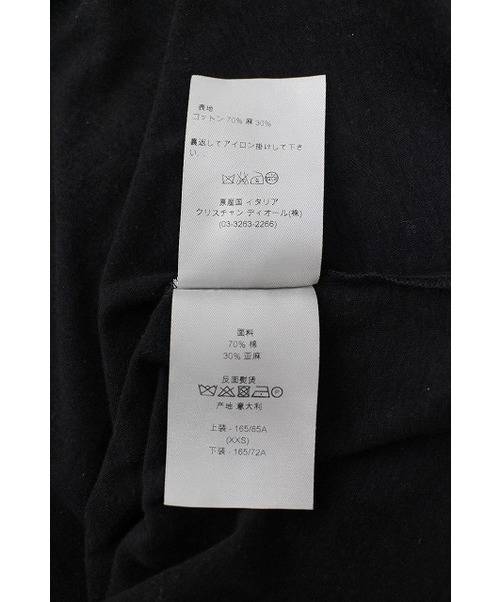 表地
コットン 70% 麻 30%
裏返してアイロン掛けして下さ
い.
原産国 イタリア
クリスチャン ディオール(株)
(03-3263-2266)
面料
70% 棉
30% 亚麻
反面熨烫
产地 意大利
上装 - 165/85A
(XXS)
下装 - 165/72A